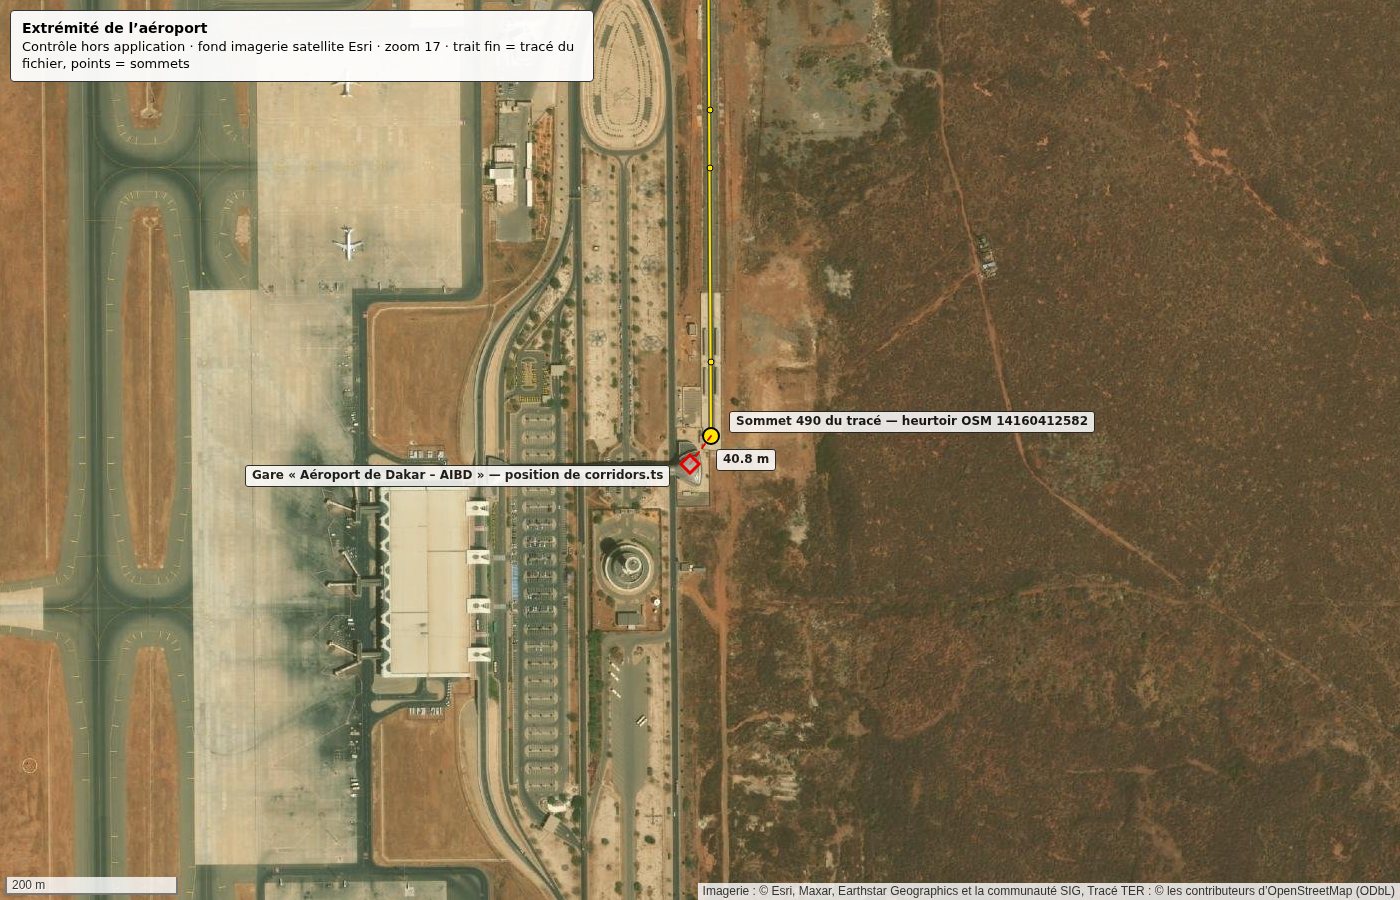 Extrémité de l’aéroport
Contrôle hors application · fond imagerie satellite Esri · zoom 17 · trait fin = tracé du
fichier, points = sommets
Sommet 490 du tracé — heurtoir OSM 14160412582
40.8 m
Gare « Aéroport de Dakar – AIBD » — position de corridors.ts
200 m
Imagerie : © Esri, Maxar, Earthstar Geographics et la communauté SIG, Tracé TER : © les contributeurs d’OpenStreetMap (ODbL)